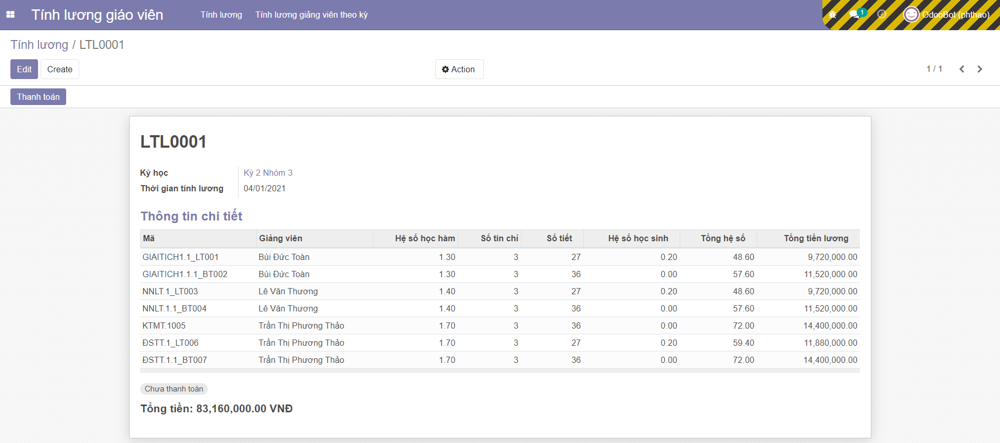 Tính lương giáo viên Tính lương Tính lương giảng viên theo kỳ 1 OdooBot (phthao)
Tính lương / LTL0001
Edit Create Action 1 / 1
Thanh toán
LTL0001
Kỳ học Kỳ 2 Nhóm 3
Thời gian tính lương 04/01/2021
Thông tin chi tiết
Mã Giảng viên Hệ số học hàm Số tín chỉ Số tiết Hệ số học sinh Tổng hệ số Tổng tiền lương
GIAITICH1.1_LT001 Bùi Đức Toàn 1.30 3 27 0.20 48.60 9,720,000.00
GIAITICH1.1.1_BT002 Bùi Đức Toàn 1.30 3 36 0.00 57.60 11,520,000.00
NNLT.1_LT003 Lê Văn Thương 1.40 3 27 0.20 48.60 9,720,000.00
NNLT.1.1_BT004 Lê Văn Thương 1.40 3 36 0.00 57.60 11,520,000.00
KTMT.1005 Trần Thị Phương Thảo 1.70 3 36 0.00 72.00 14,400,000.00
ĐSTT.1_LT006 Trần Thị Phương Thảo 1.70 3 27 0.20 59.40 11,880,000.00
ĐSTT.1.1_BT007 Trần Thị Phương Thảo 1.70 3 36 0.00 72.00 14,400,000.00
Chưa thanh toán
Tổng tiền: 83,160,000.00 VNĐ